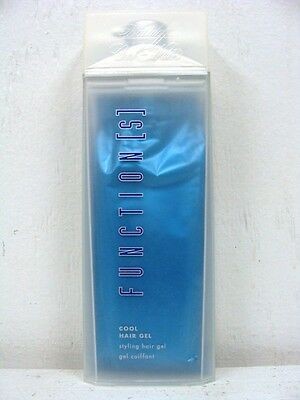 FUNCTION[S]
COOL
HAIR GEL
styling hair gel
gel coiffant